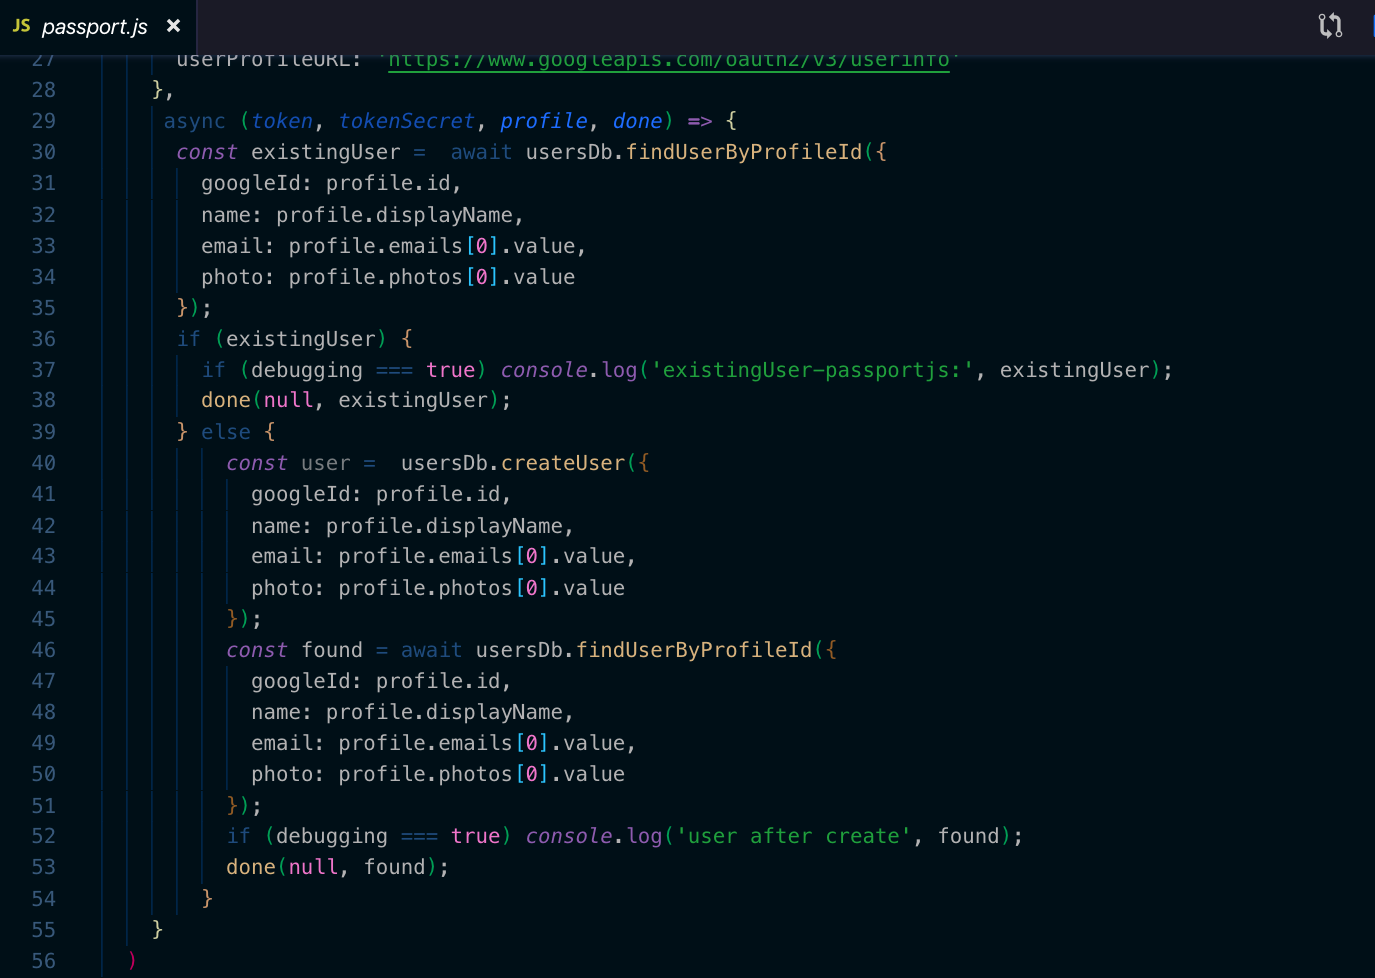 JS passport.js ×
27 userProfileURL: 'https://www.googleapis.com/oauth2/v3/userinfo'
28 },
29 async (token, tokenSecret, profile, done) => {
30 const existingUser =  await usersDb.findUserByProfileId({
31 googleId: profile.id,
32 name: profile.displayName,
33 email: profile.emails[0].value,
34 photo: profile.photos[0].value
35 });
36 if (existingUser) {
37 if (debugging === true) console.log('existingUser-passportjs:', existingUser);
38 done(null, existingUser);
39 } else {
40 const user =  usersDb.createUser({
41 googleId: profile.id,
42 name: profile.displayName,
43 email: profile.emails[0].value,
44 photo: profile.photos[0].value
45 });
46 const found = await usersDb.findUserByProfileId({
47 googleId: profile.id,
48 name: profile.displayName,
49 email: profile.emails[0].value,
50 photo: profile.photos[0].value
51 });
52 if (debugging === true) console.log('user after create', found);
53 done(null, found);
54 }
55 }
56 )